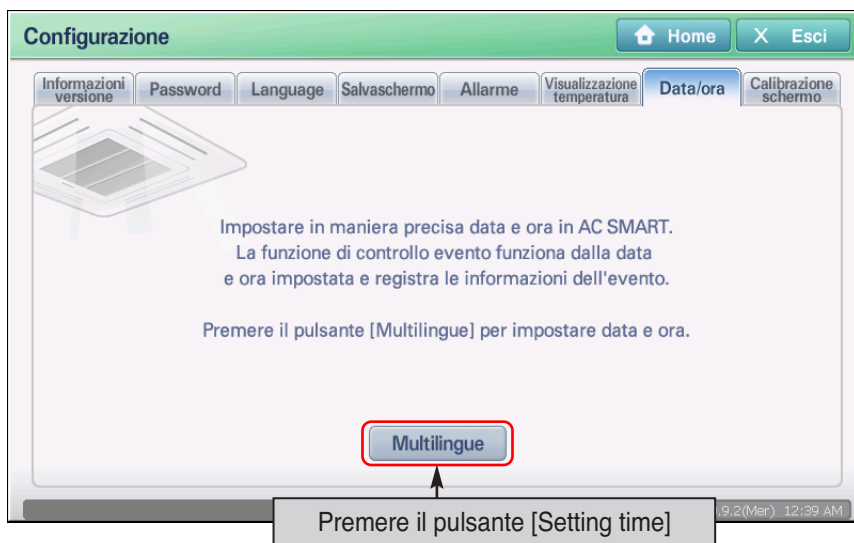 Configurazione
Home
X Esci
Informazioni versione
Password
Language
Salvaschermo
Allarme
Visualizzazione temperatura
Data/ora
Calibrazione schermo
Impostare in maniera precisa data e ora in AC SMART.
La funzione di controllo evento funziona dalla data
e ora impostata e registra le informazioni dell'evento.
Premere il pulsante [Multilingue] per impostare data e ora.
Multilingue
.9.2(Mer) 12:39 AM
Premere il pulsante [Setting time]